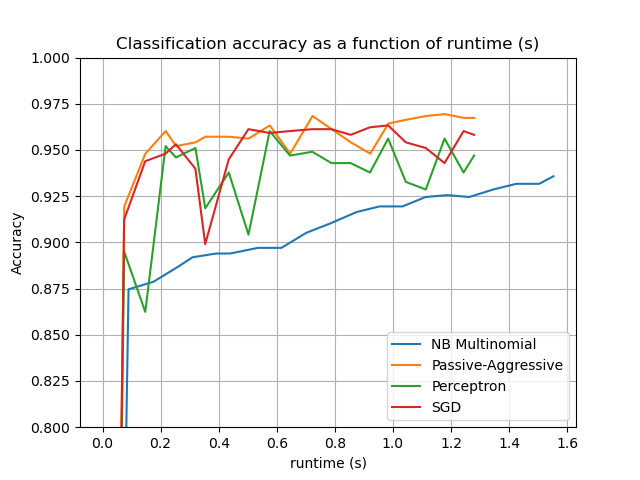 Classification accuracy as a function of runtime (s)
1.000
0.975
0.950
0.925
0.900
0.875
0.850
0.825
0.800
Accuracy
NB Multinomial
Passive-Aggressive
Perceptron
SGD
0.0 0.2 0.4 0.6 0.8 1.0 1.2 1.4 1.6
runtime (s)